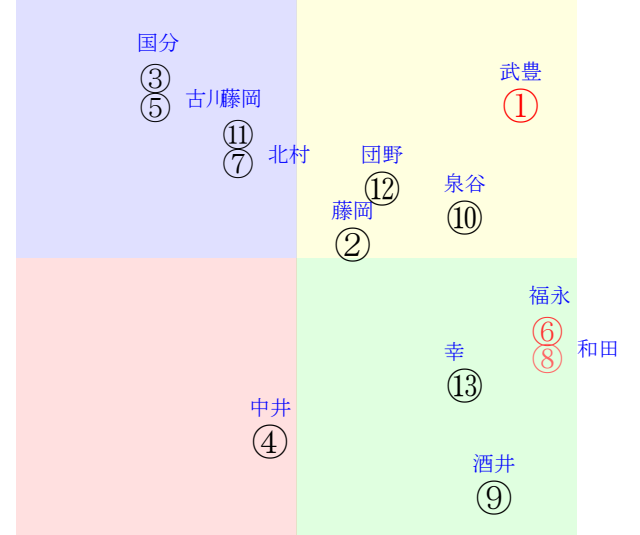 国分
③
⑤ 古川
藤岡
⑪
⑦ 北村
武豊
①
団野
⑫
泉谷
⑩
藤岡
②
福永
⑥
⑧ 和田
幸
⑬
中井
④
酒井
⑨